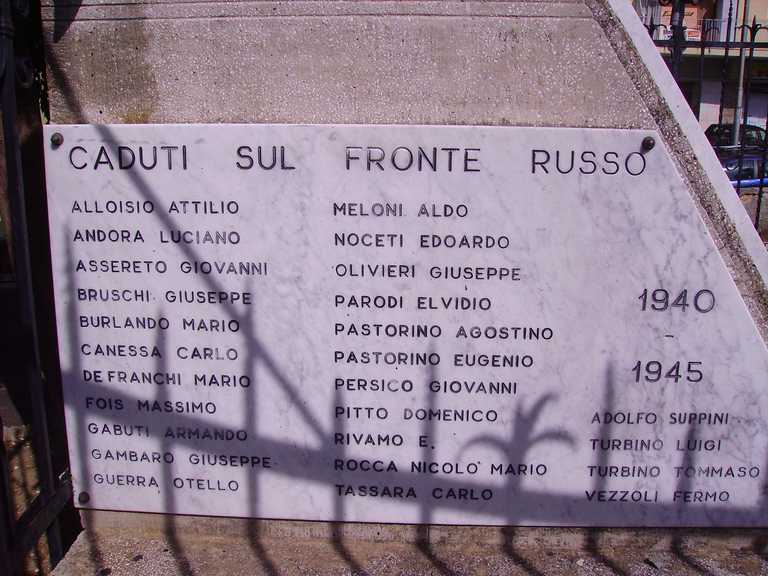 CADUTI SUL FRONTE RUSSO
ALLOISIO ATTILIO
ANDORA LUCIANO
ASSERETO GIOVANNI
BRUSCHI GIUSEPPE
BURLANDO MARIO
CANESSA CARLO
DE FRANCHI MARIO
FOIS MASSIMO
GABUTI ARMANDO
GAMBARO GIUSEPPE
GUERRA OTELLO
MELONI ALDO
NOCETI EDOARDO
OLIVIERI GIUSEPPE
PARODI ELVIDIO
PASTORINO AGOSTINO
PASTORINO EUGENIO
PERSICO GIOVANNI
PITTO DOMENICO
RIVAMO E.
ROCCA NICOLO' MARIO
TASSARA CARLO
1940
-
1945
ADOLFO SUPPINI
TURBINO LUIGI
TURBINO TOMMASO
VEZZOLI FERMO